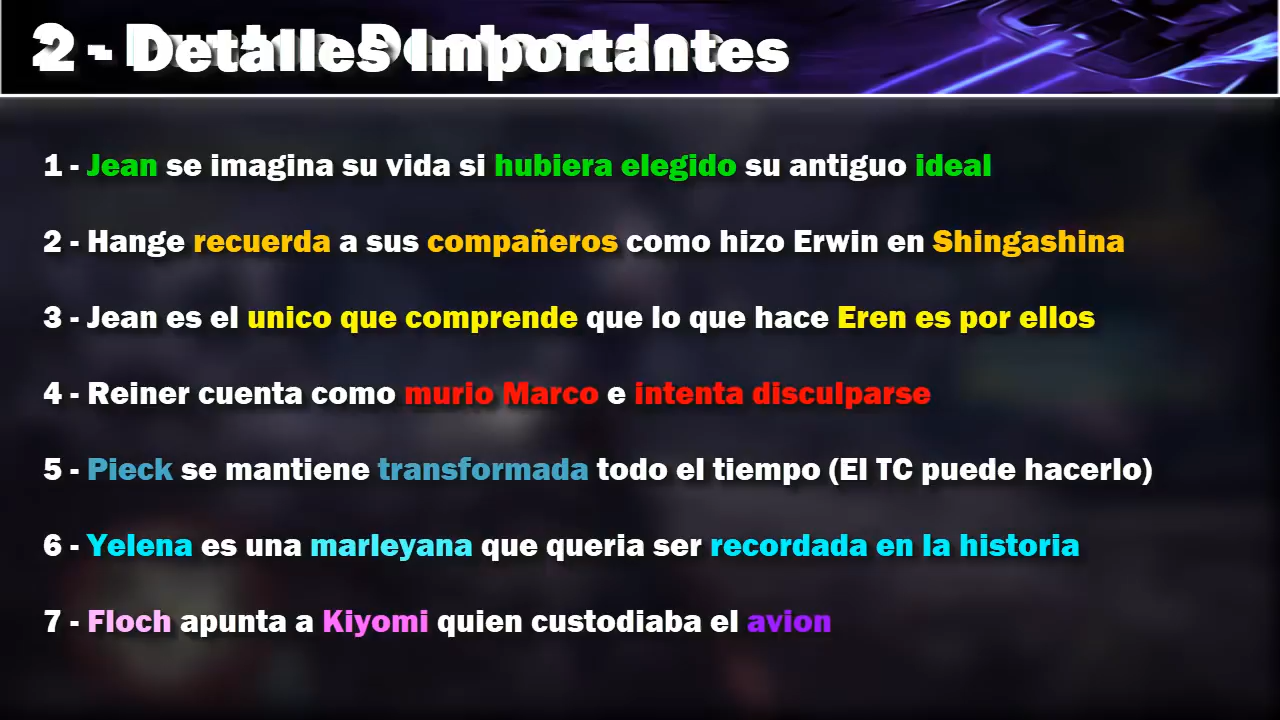 2 - Detalles Importantes
1 - Jean se imagina su vida si hubiera elegido su antiguo ideal
2 - Hange recuerda a sus compañeros como hizo Erwin en Shingashina
3 - Jean es el unico que comprende que lo que hace Eren es por ellos
4 - Reiner cuenta como murio Marco e intenta disculparse
5 - Pieck se mantiene transformada todo el tiempo (El TC puede hacerlo)
6 - Yelena es una marleyana que queria ser recordada en la historia
7 - Floch apunta a Kiyomi quien custodiaba el avion